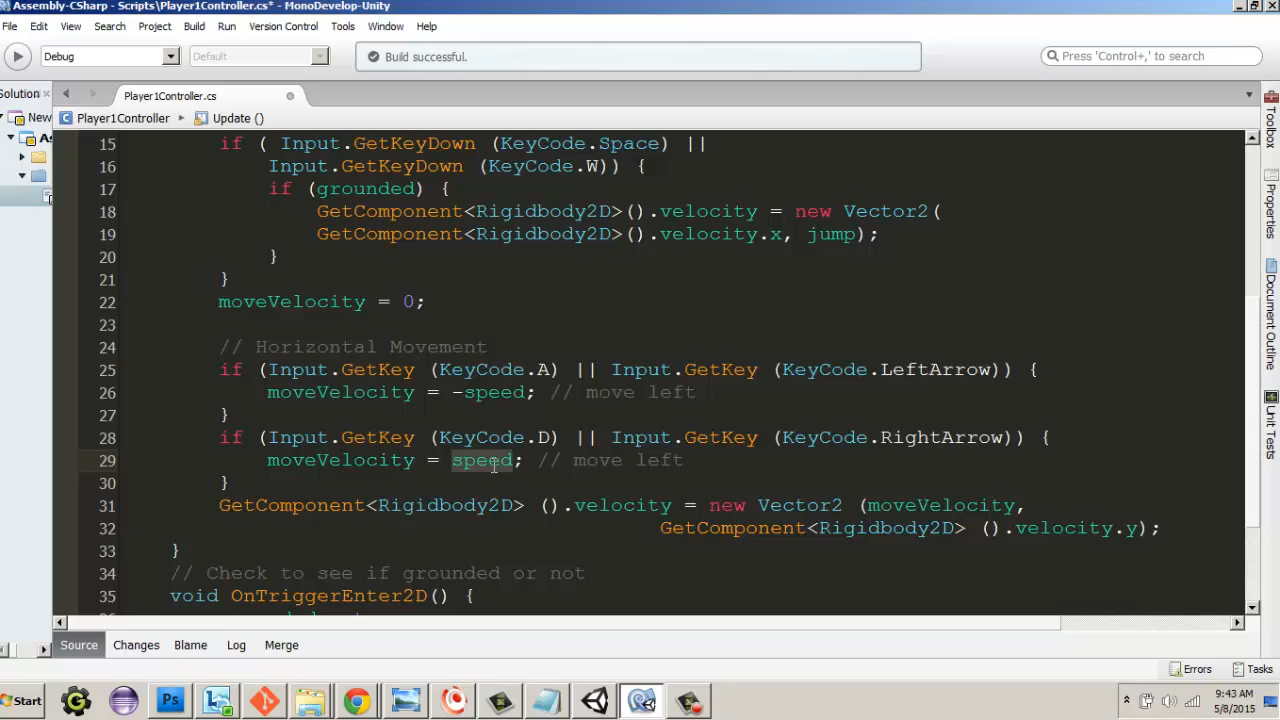 Assembly-CSharp - Scripts\Player1Controller.cs* - MonoDevelop-Unity
File Edit View Search Project Build Run Version Control Tools Window Help
Debug Default Build successful. Press 'Control+,' to search
Solution Player1Controller.cs
New Player1Controller Update ()
15 if ( Input.GetKeyDown (KeyCode.Space) ||
16 Input.GetKeyDown (KeyCode.W)) {
17 if (grounded) {
18 GetComponent<Rigidbody2D>().velocity = new Vector2(
19 GetComponent<Rigidbody2D>().velocity.x, jump);
20 }
21 }
22 moveVelocity = 0;
23
24 // Horizontal Movement
25 if (Input.GetKey (KeyCode.A) || Input.GetKey (KeyCode.LeftArrow)) {
26 moveVelocity = -speed; // move left
27 }
28 if (Input.GetKey (KeyCode.D) || Input.GetKey (KeyCode.RightArrow)) {
29 moveVelocity = speed; // move left
30 }
31 GetComponent<Rigidbody2D> ().velocity = new Vector2 (moveVelocity,
32 GetComponent<Rigidbody2D> ().velocity.y);
33 }
34 // Check to see if grounded or not
35 void OnTriggerEnter2D() {
Toolbox
Properties
Document Outline
Unit Tests
Source Changes Blame Log Merge
Errors Tasks
Start Ps 9:43 AM
5/8/2015